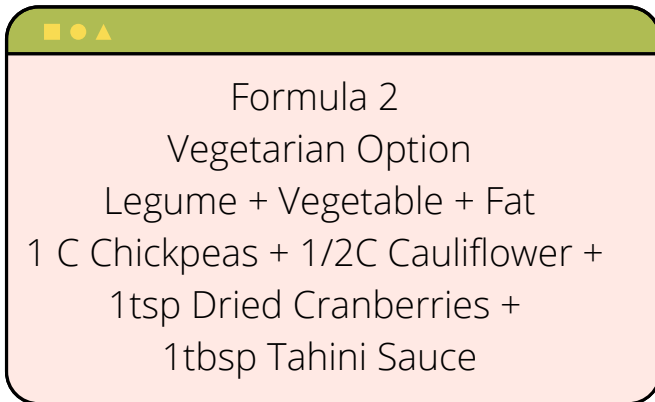 Formula 2
Vegetarian Option
Legume + Vegetable + Fat
1 C Chickpeas + 1/2C Cauliflower +
1tsp Dried Cranberries +
1tbsp Tahini Sauce